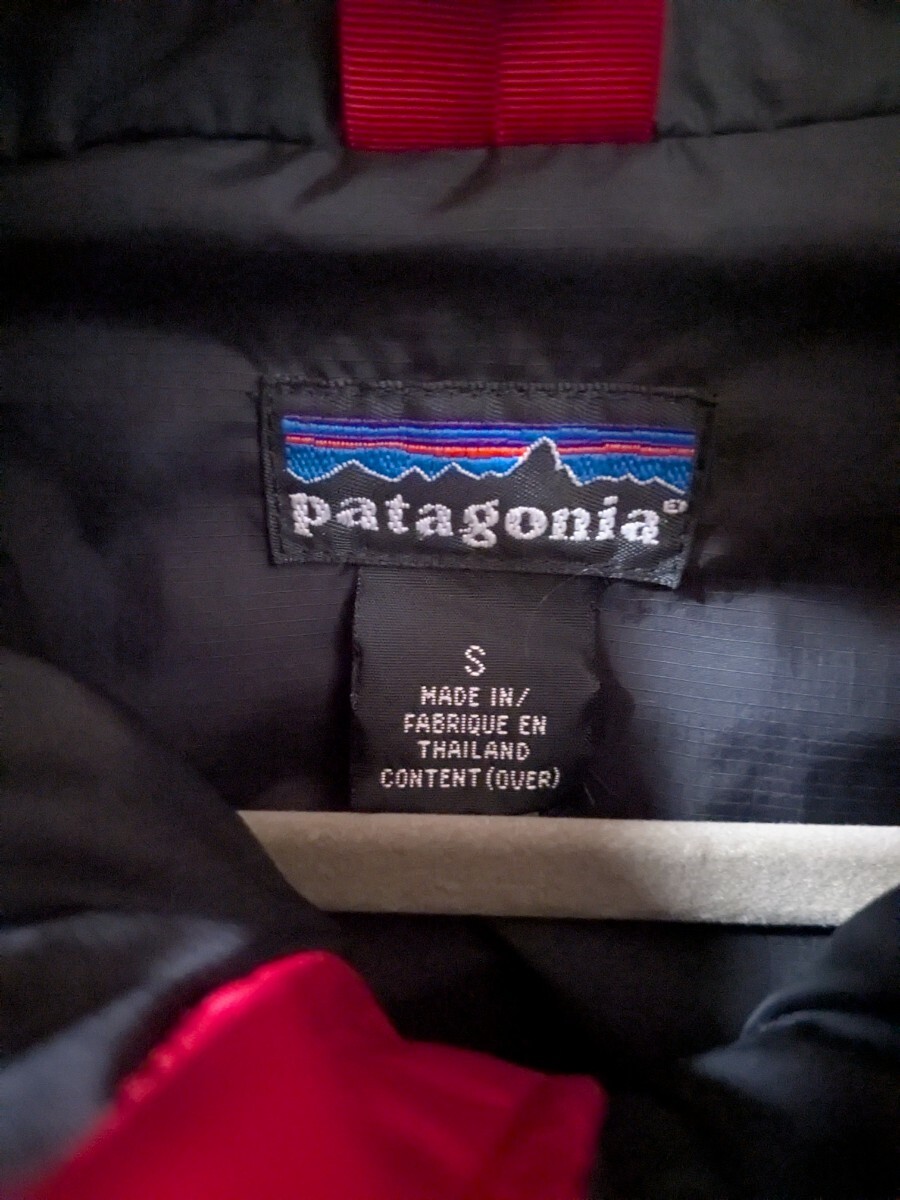 patagonia®
S
MADE IN/
FABRIQUE EN
THAILAND
CONTENT (OVER)